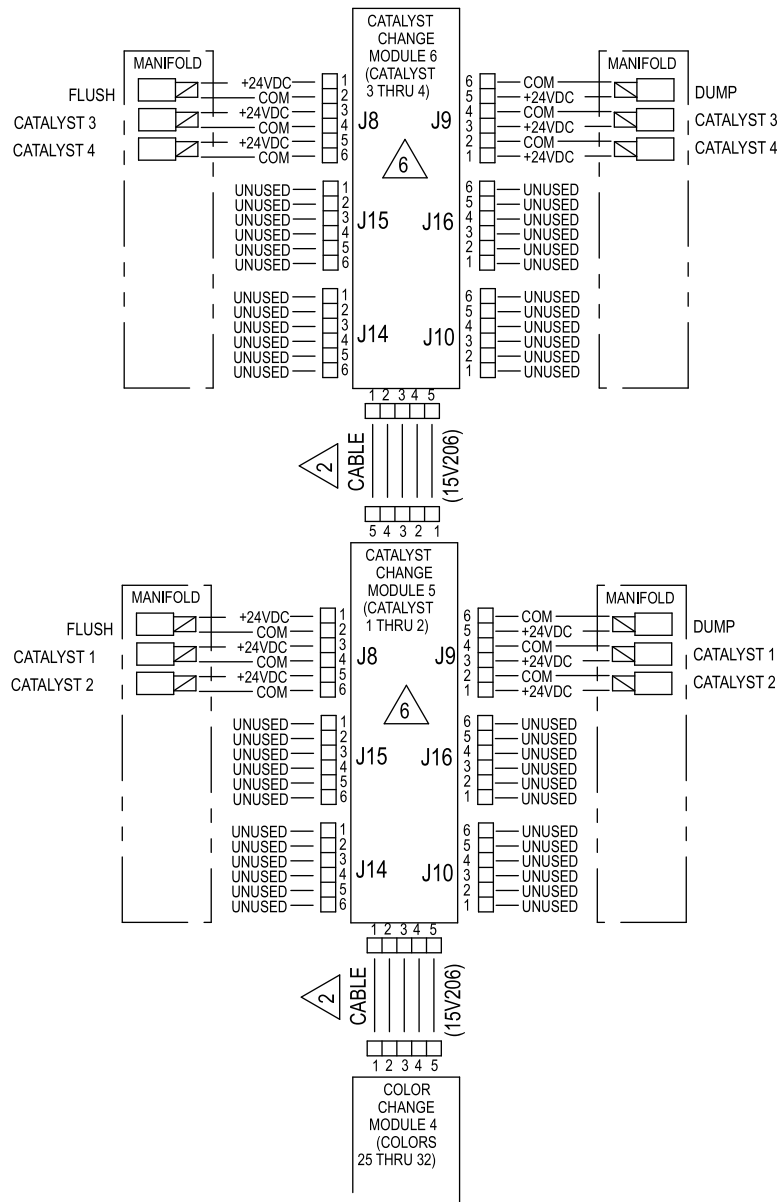 CATALYST
CHANGE
MODULE 6
(CATALYST
3 THRU 4)
MANIFOLD
FLUSH
CATALYST 3
CATALYST 4
+24VDC 1
COM 2
+24VDC 3
COM 4
+24VDC 5
COM 6
J8 J9
6
6 COM
5 +24VDC
4 COM
3 +24VDC
2 COM
1 +24VDC
MANIFOLD
DUMP
CATALYST 3
CATALYST 4
UNUSED 1
UNUSED 2
UNUSED 3
UNUSED 4
UNUSED 5
UNUSED 6
J15 J16
6 UNUSED
5 UNUSED
4 UNUSED
3 UNUSED
2 UNUSED
1 UNUSED
UNUSED 1
UNUSED 2
UNUSED 3
UNUSED 4
UNUSED 5
UNUSED 6
J14 J10
6 UNUSED
5 UNUSED
4 UNUSED
3 UNUSED
2 UNUSED
1 UNUSED
1 2 3 4 5
2
CABLE
(15V206)
5 4 3 2 1
CATALYST
CHANGE
MODULE 5
(CATALYST
1 THRU 2)
MANIFOLD
FLUSH
CATALYST 1
CATALYST 2
+24VDC 1
COM 2
+24VDC 3
COM 4
+24VDC 5
COM 6
J8 J9
6
6 COM
5 +24VDC
4 COM
3 +24VDC
2 COM
1 +24VDC
MANIFOLD
DUMP
CATALYST 1
CATALYST 2
UNUSED 1
UNUSED 2
UNUSED 3
UNUSED 4
UNUSED 5
UNUSED 6
J15 J16
6 UNUSED
5 UNUSED
4 UNUSED
3 UNUSED
2 UNUSED
1 UNUSED
UNUSED 1
UNUSED 2
UNUSED 3
UNUSED 4
UNUSED 5
UNUSED 6
J14 J10
6 UNUSED
5 UNUSED
4 UNUSED
3 UNUSED
2 UNUSED
1 UNUSED
1 2 3 4 5
2
CABLE
(15V206)
1 2 3 4 5
COLOR
CHANGE
MODULE 4
(COLORS
25 THRU 32)